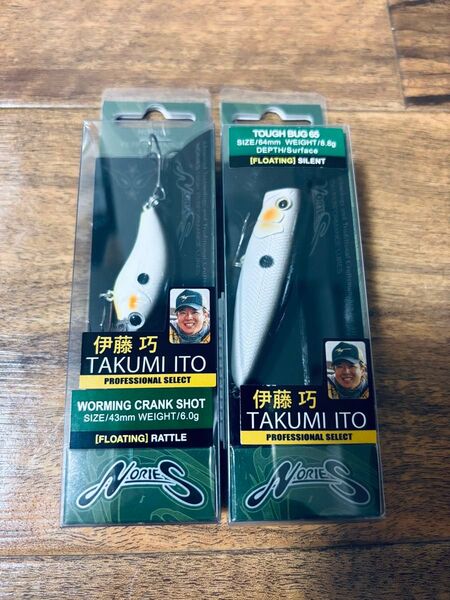 伊藤 巧
TAKUMI ITO
PROFESSIONAL SELECT
WORMING CRANK SHOT
SIZE/43mm WEIGHT/6.0g
[FLOATING] RATTLE
NORIES
TOUGH BUG 65
SIZE/64mm WEIGHT/6.6g
DEPTH/Surface
[FLOATING] SILENT
伊藤 巧
TAKUMI ITO
PROFESSIONAL SELECT
NORIES